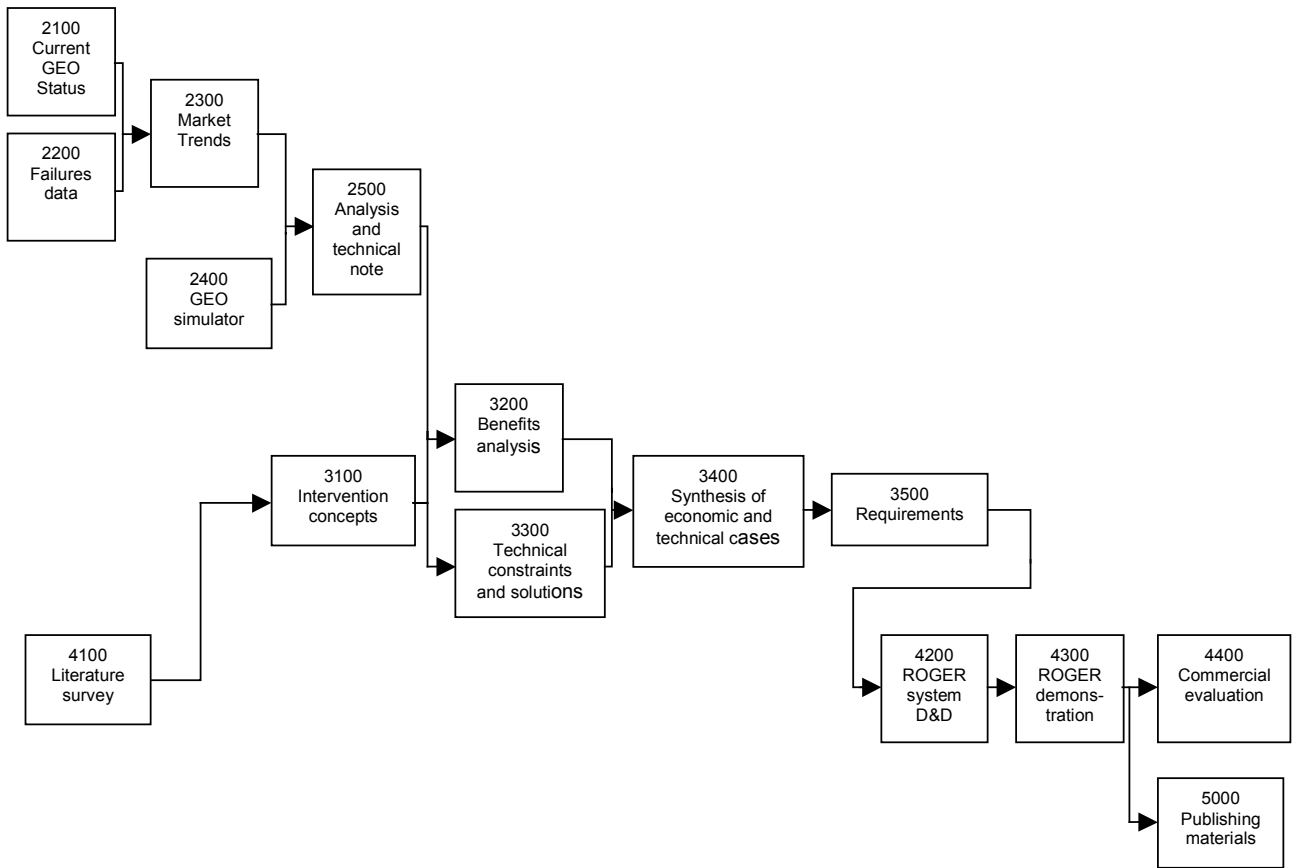 2100
Current
GEO
Status
2200
Failures
data
2300
Market
Trends
2400
GEO
simulator
2500
Analysis
and
technical
note
3100
Intervention
concepts
3200
Benefits
analysis
3300
Technical
constraints
and solutions
3400
Synthesis of
economic and
technical cases
3500
Requirements
4100
Literature
survey
4200
ROGER
system
D&D
4300
ROGER
demons-
tration
4400
Commercial
evaluation
5000
Publishing
materials